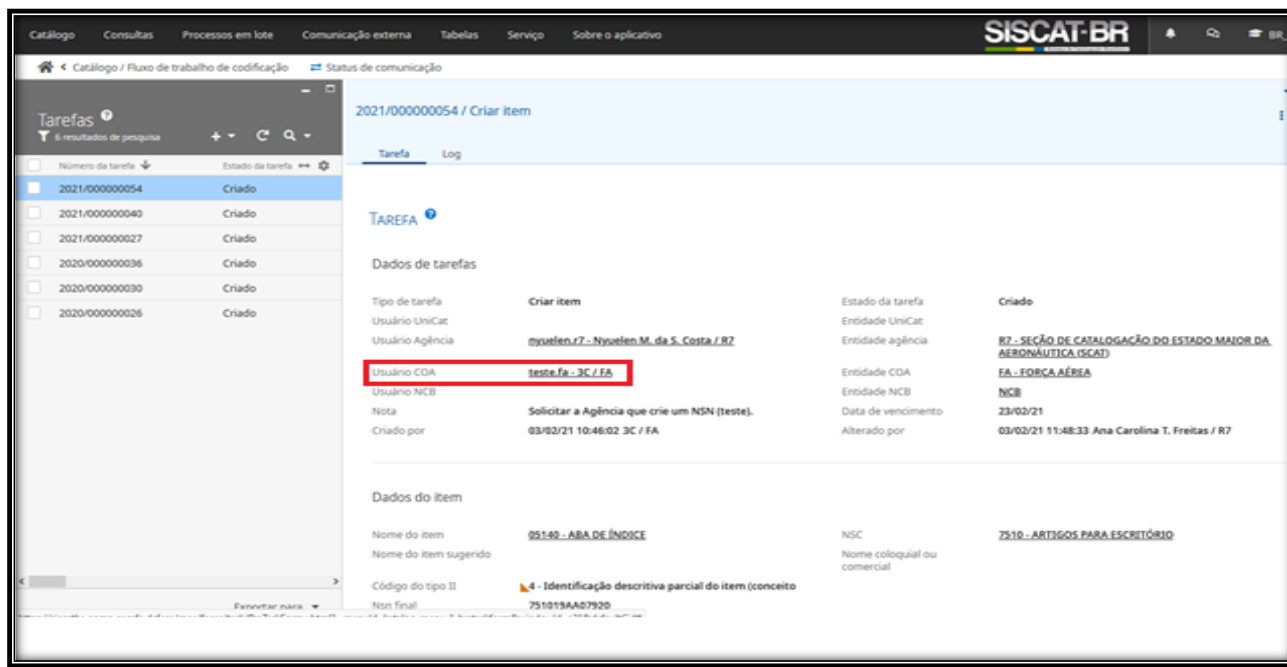 Catálogo Consultas Processos em lote Comunicação externa Tabelas Serviço Sobre o aplicativo SISCAT-BR BR_
Catálogo / Fluxo de trabalho de codificação Status de comunicação
Tarefas
6 resultados de pesquisa
Número da tarefa Estado da tarefa
2021/000000054 Criado
2021/000000040 Criado
2021/000000027 Criado
2020/000000036 Criado
2020/000000030 Criado
2020/000000026 Criado
Exportar para
2021/000000054 / Criar item
Tarefa Log
TAREFA
Dados de tarefas
Tipo de tarefa Criar item Estado da tarefa Criado
Usuário UniCat Entidade UniCat
Usuário Agência nyuelen.r7 - Nyuelen M. da S. Costa / R7 Entidade agência R7 - SEÇÃO DE CATALOGAÇÃO DO ESTADO MAIOR DA
AERONÁUTICA (SCAT)
Usuário COA teste.fa - 3C / FA Entidade COA FA - FORÇA AÉREA
Usuário NCB Entidade NCB NCB
Nota Solicitar a Agência que crie um NSN (teste). Data de vencimento 23/02/21
Criado por 03/02/21 10:46:02 3C / FA Alterado por 03/02/21 11:48:33 Ana Carolina T. Freitas / R7
Dados do item
Nome do item 05140 - ABA DE ÍNDICE NSC 7510 - ARTIGOS PARA ESCRITÓRIO
Nome do item sugerido Nome coloquial ou
comercial
Código do tipo II 4 - Identificação descritiva parcial do item (conceito
Nsn final 751019AA07920